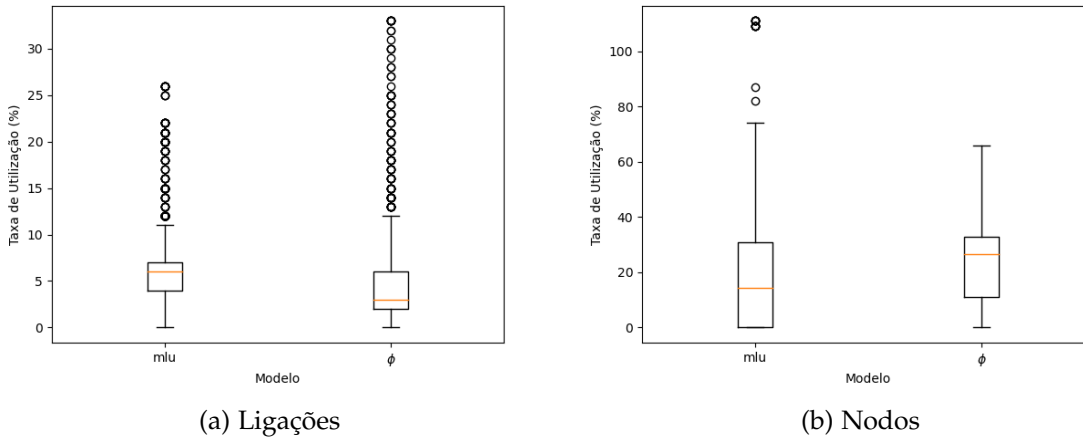 Taxa de Utilização (%)
30
25
20
15
10
5
0
mlu
ϕ
Modelo
(a) Ligações
Taxa de Utilização (%)
100
80
60
40
20
0
mlu
ϕ
Modelo
(b) Nodos